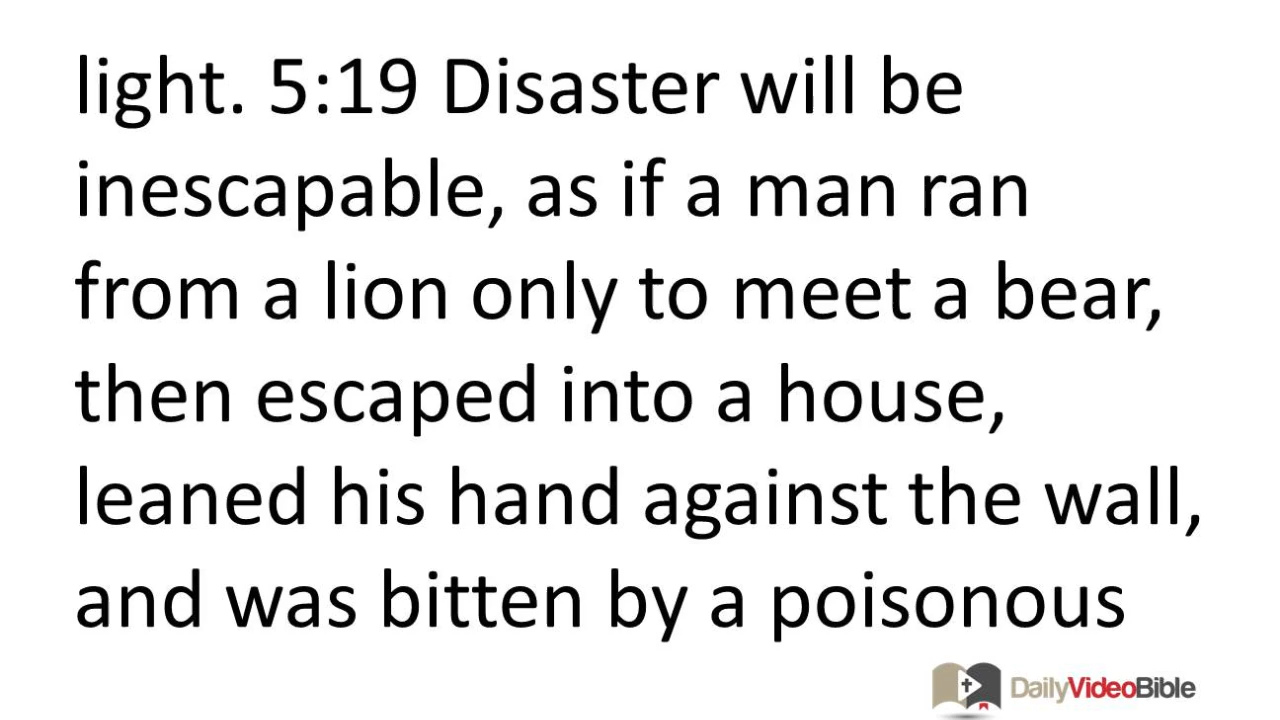 light. 5:19 Disaster will be
inescapable, as if a man ran
from a lion only to meet a bear,
then escaped into a house,
leaned his hand against the wall,
and was bitten by a poisonous
DailyVideoBible